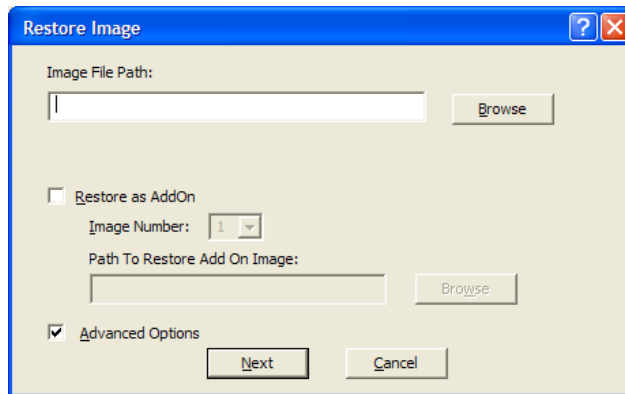 Restore Image
Image File Path:
Browse
Restore as AddOn
Image Number: 1
Path To Restore Add On Image:
Browse
Advanced Options
Next Cancel